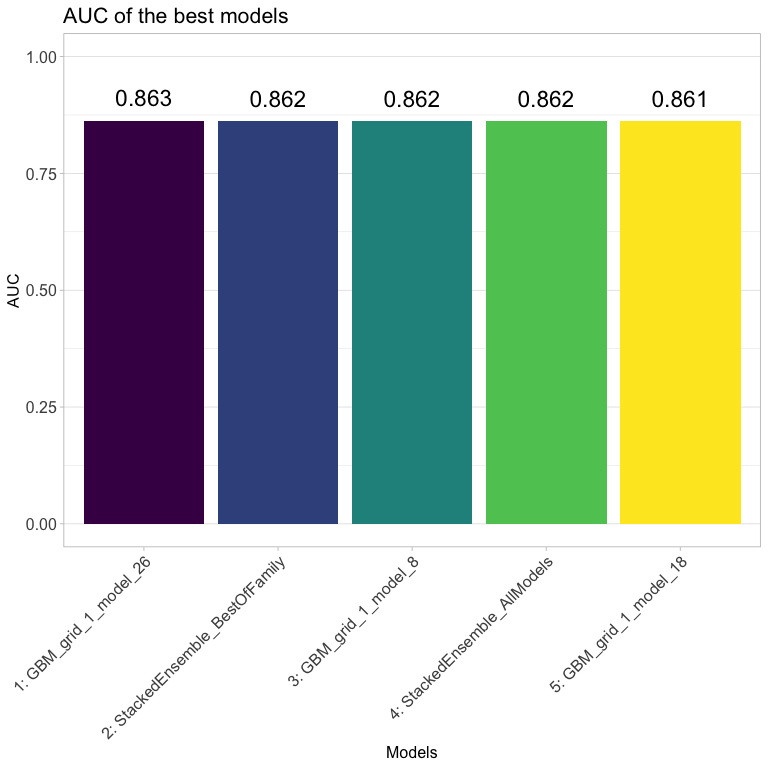 AUC of the best models
1.00
0.75
0.50
0.25
0.00
AUC
0.863
0.862
0.862
0.862
0.861
1: GBM_grid_1_model_26
2: StackedEnsemble_BestOfFamily
3: GBM_grid_1_model_8
4: StackedEnsemble_AllModels
5: GBM_grid_1_model_18
Models